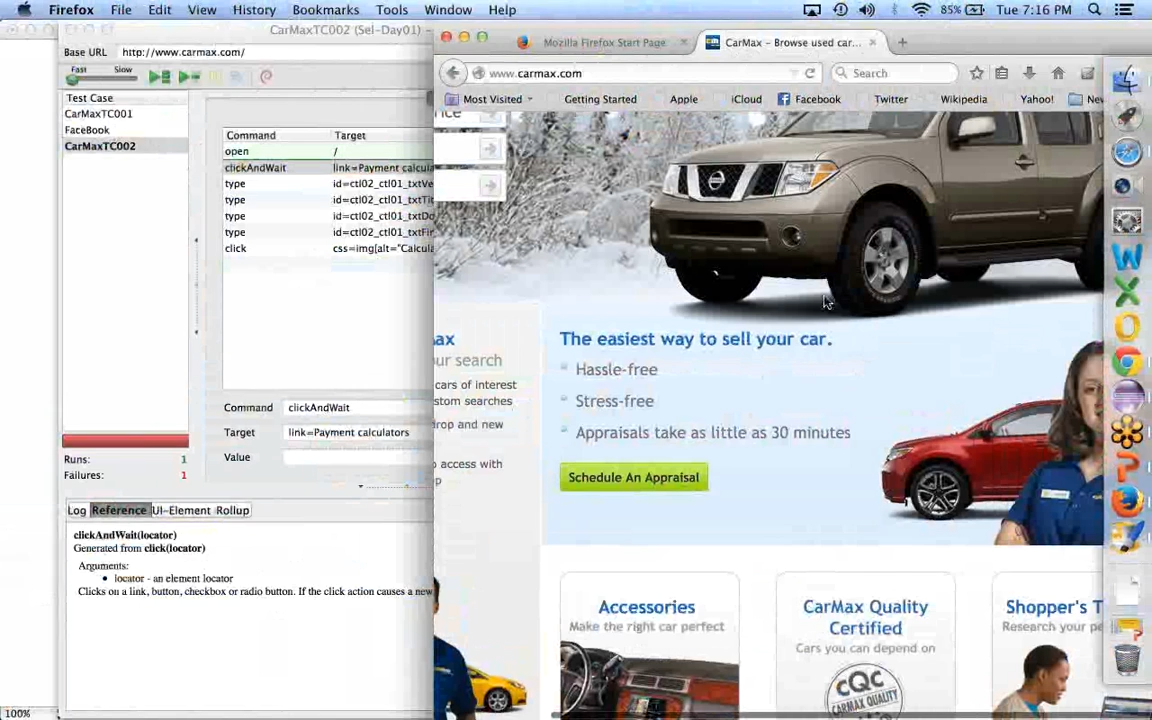 Firefox File Edit View History Bookmarks Tools Window Help 85% Tue 7:16 PM
CarMaxTC002 (Sel-Day01) –
Base URL http://www.carmax.com/
Fast Slow
Test Case
CarMaxTC001
FaceBook
CarMaxTC002
Command Target
open /
clickAndWait link=Payment calculators
type id=ctl02_ctl01_txtVe
type id=ctl02_ctl01_txtTit
type id=ctl02_ctl01_txtDo
type id=ctl02_ctl01_txtFir
click css=img[alt="Calcula
Command clickAndWait
Target link=Payment calculators
Value
Runs: 1
Failures: 1
Log Reference UI-Element Rollup
clickAndWait(locator)
Generated from click(locator)
Arguments:
locator - an element locator
Clicks on a link, button, checkbox or radio button. If the click action causes a new
100%
Mozilla Firefox Start Page × CarMax – Browse used car... × +
www.carmax.com Search
Most Visited Getting Started Apple iCloud Facebook Twitter Wikipedia Yahoo! Nev
ax
ur search
cars of interest
stom searches
drop and new
access with
The easiest way to sell your car.
Hassle-free
Stress-free
Appraisals take as little as 30 minutes
Schedule An Appraisal
Accessories
Make the right car perfect
CarMax Quality
Certified
Cars you can depend on
CQC
CARMAX QUALITY
Shopper's T
Research your pe